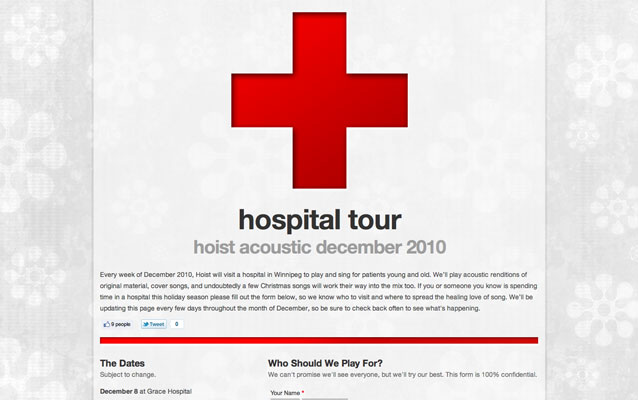 hospital tour
hoist acoustic december 2010
Every week of December 2010, Hoist will visit a hospital in Winnipeg to play and sing for patients young and old. We'll play acoustic renditions of
original material, cover songs, and undoubtedly a few Christmas songs will work their way into the mix too. If you or someone you know is spending
time in a hospital this holiday season please fill out the form below, so we know who to visit and where to spread the healing love of song. We'll be
updating this page every few days throughout the month of December, so be sure to check back often to see what's happening.
9 people Tweet 0
The Dates
Subject to change.
December 8 at Grace Hospital
Who Should We Play For?
We can't promise we'll see everyone, but we'll try our best. This form is 100% confidential.
Your Name *